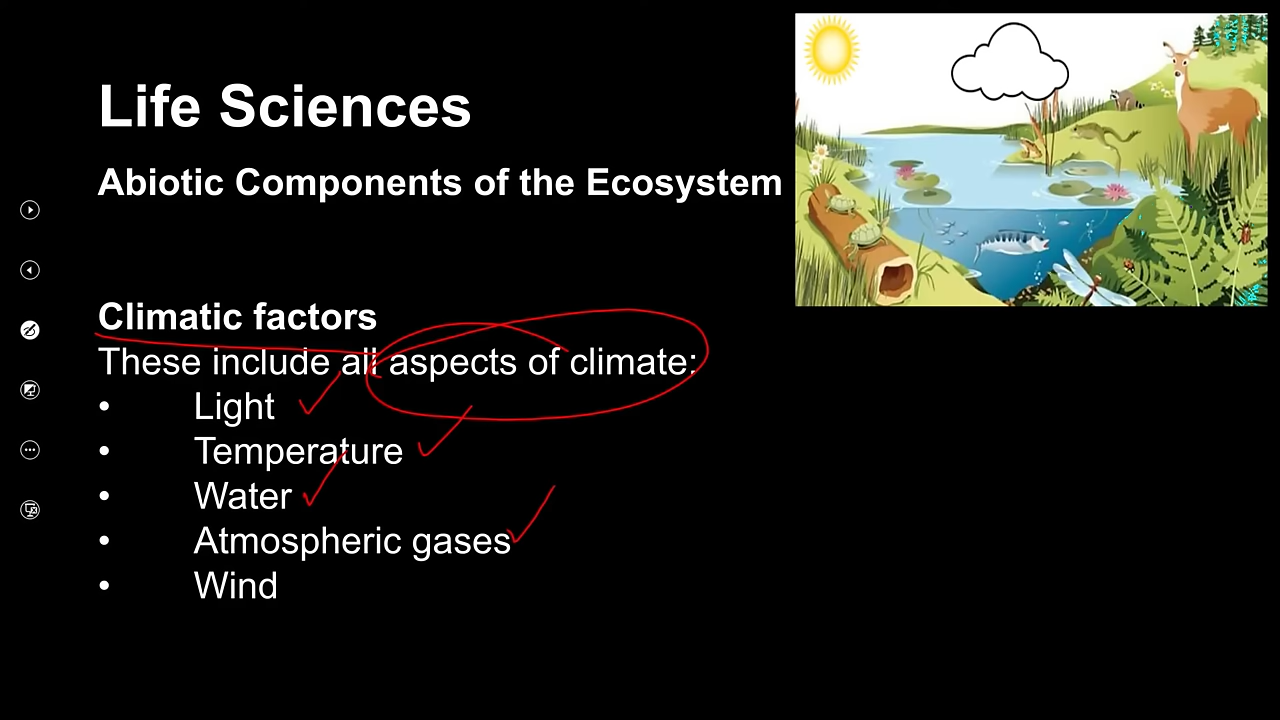 Life Sciences
Abiotic Components of the Ecosystem
Climatic factors
These include all aspects of climate:
• Light
• Temperature
• Water
• Atmospheric gases
• Wind